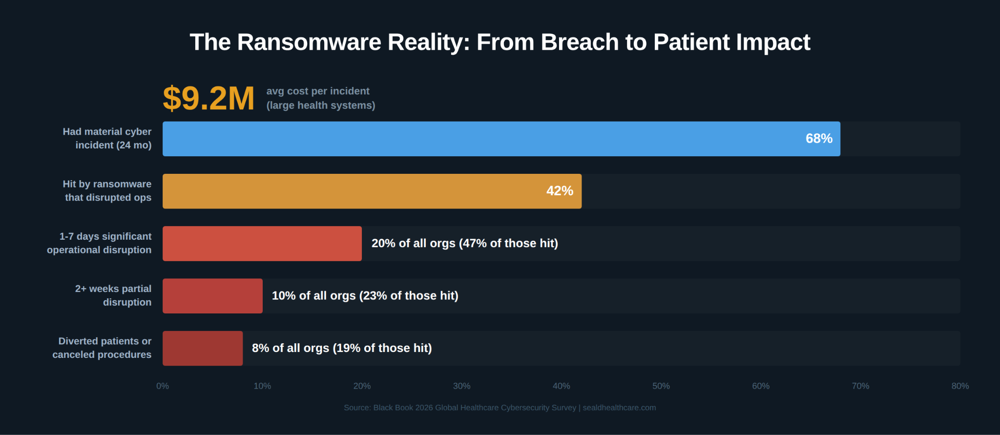 The Ransomware Reality: From Breach to Patient Impact
$9.2M
avg cost per incident
(large health systems)
Had material cyber
incident (24 mo)
68%
Hit by ransomware
that disrupted ops
42%
1-7 days significant
operational disruption
20% of all orgs (47% of those hit)
2+ weeks partial
disruption
10% of all orgs (23% of those hit)
Diverted patients or
canceled procedures
8% of all orgs (19% of those hit)
0% 10% 20% 30% 40% 50% 60% 70% 80%
Source: Black Book 2026 Global Healthcare Cybersecurity Survey | sealdhealthcare.com